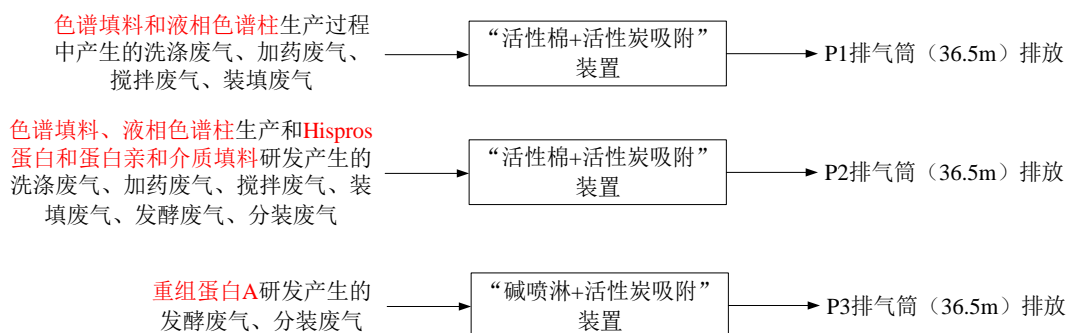 色谱填料和液相色谱柱生产过程
中产生的洗涤废气、加药废气、
搅拌废气、装填废气
“活性棉+活性炭吸附”
装置
P1排气筒（36.5m）排放
色谱填料、液相色谱柱生产和Hispros
蛋白和蛋白亲和介质填料研发产生的
洗涤废气、加药废气、搅拌废气、装
填废气、发酵废气、分装废气
“活性棉+活性炭吸附”
装置
P2排气筒（36.5m）排放
重组蛋白A研发产生的
发酵废气、分装废气
“碱喷淋+活性炭吸附”
装置
P3排气筒（36.5m）排放